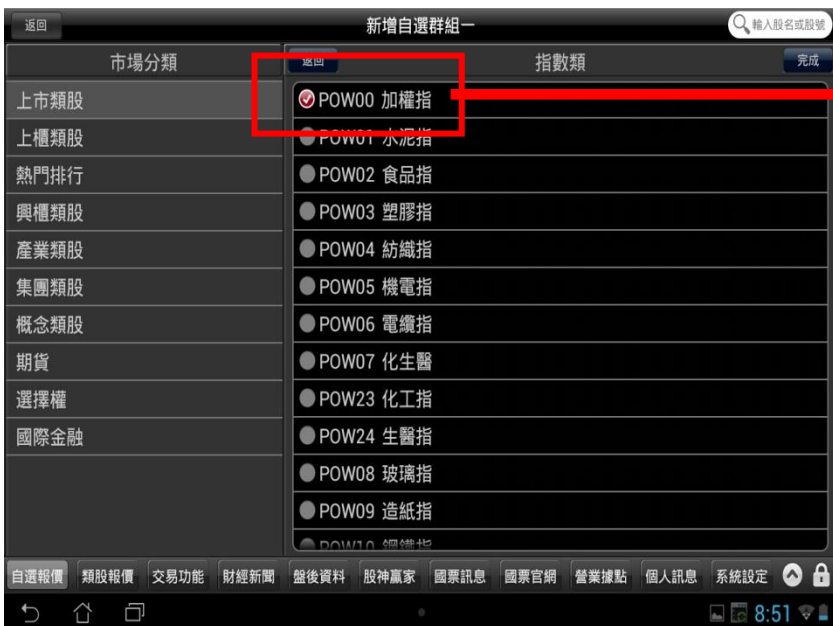 返回
新增自選群組一
輸入股名或股號
市場分類
返回
指數類
完成
上市類股
上櫃類股
熱門排行
興櫃類股
產業類股
集團類股
概念類股
期貨
選擇權
國際金融
POW00 加權指
POW01 水泥指
POW02 食品指
POW03 塑膠指
POW04 紡織指
POW05 機電指
POW06 電纜指
POW07 化生醫
POW23 化工指
POW24 生醫指
POW08 玻璃指
POW09 造紙指
POW10 鋼鐵指
自選報價 類股報價 交易功能 財經新聞 盤後資料 股神贏家 國票訊息 國票官網 營業據點 個人訊息 系統設定
8:51